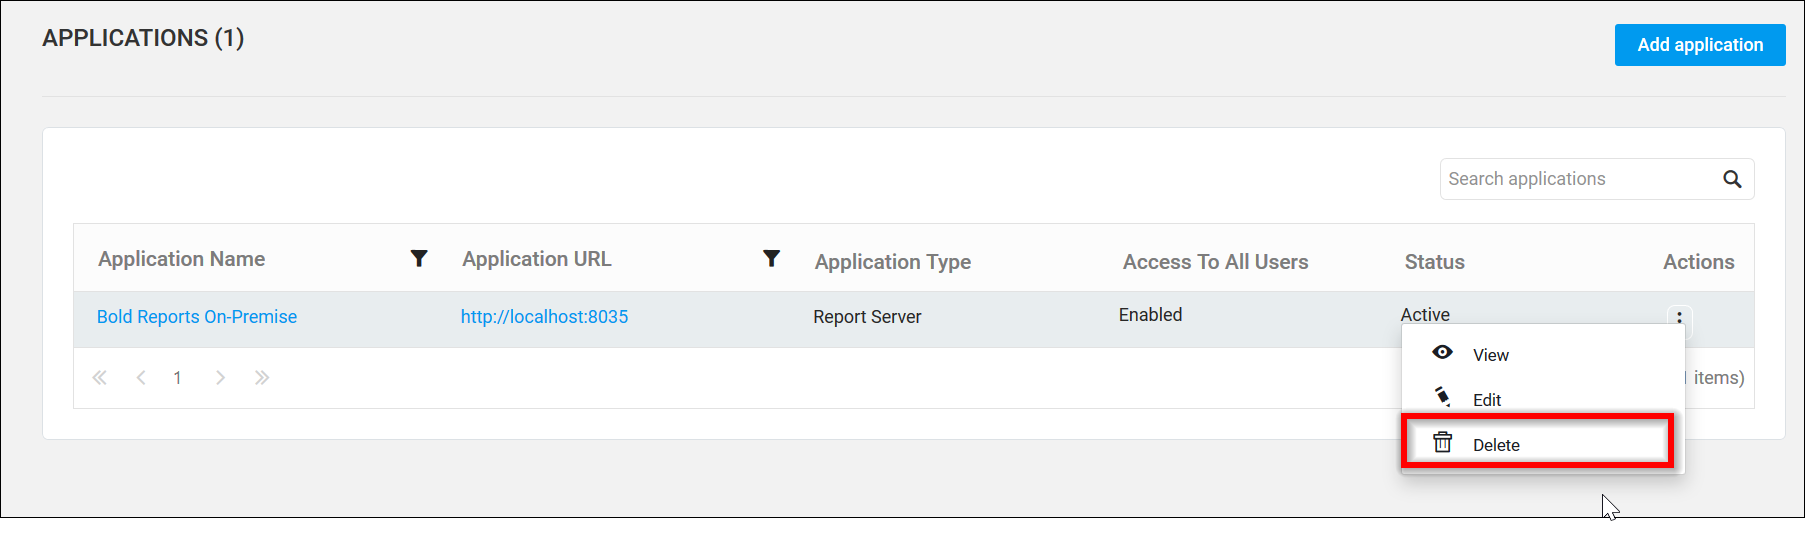 APPLICATIONS (1)
Add application
Search applications
Application Name Application URL Application Type Access To All Users Status Actions
Bold Reports On-Premise http://localhost:8035 Report Server Enabled Active
View
1 items)
Edit
Delete